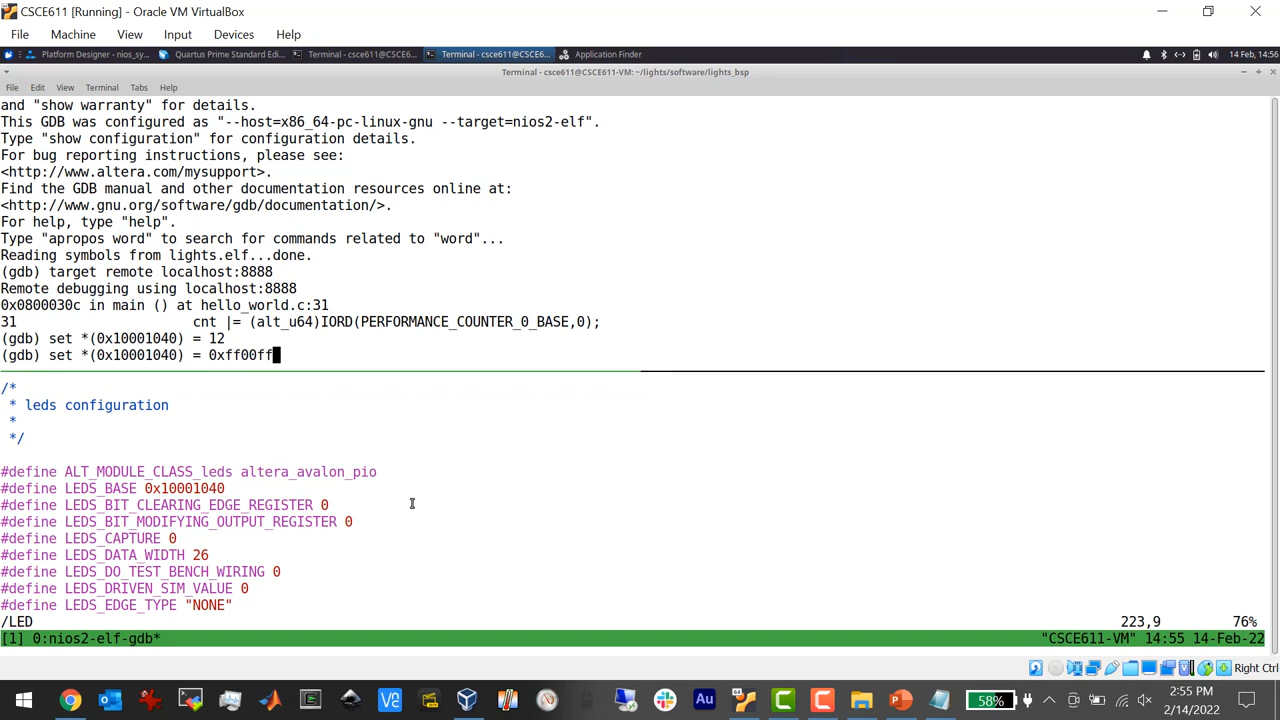 CSCE611 [Running] - Oracle VM VirtualBox
File Machine View Input Devices Help
Platform Designer - nios_sy... Quartus Prime Standard Edi... Terminal - csce611@CSCE6... Terminal - csce611@CSCE6... Application Finder 14 Feb, 14:56
Terminal - csce611@CSCE611-VM: ~/lights/software/lights_bsp
File Edit View Terminal Tabs Help
and "show warranty" for details.
This GDB was configured as "--host=x86_64-pc-linux-gnu --target=nios2-elf".
Type "show configuration" for configuration details.
For bug reporting instructions, please see:
<http://www.altera.com/mysupport>.
Find the GDB manual and other documentation resources online at:
<http://www.gnu.org/software/gdb/documentation/>.
For help, type "help".
Type "apropos word" to search for commands related to "word"...
Reading symbols from lights.elf...done.
(gdb) target remote localhost:8888
Remote debugging using localhost:8888
0x0800030c in main () at hello_world.c:31
31 cnt |= (alt_u64)IORD(PERFORMANCE_COUNTER_0_BASE,0);
(gdb) set *(0x10001040) = 12
(gdb) set *(0x10001040) = 0xff00ff
/*
* leds configuration
*
*/
#define ALT_MODULE_CLASS_leds altera_avalon_pio
#define LEDS_BASE 0x10001040
#define LEDS_BIT_CLEARING_EDGE_REGISTER 0
#define LEDS_BIT_MODIFYING_OUTPUT_REGISTER 0
#define LEDS_CAPTURE 0
#define LEDS_DATA_WIDTH 26
#define LEDS_DO_TEST_BENCH_WIRING 0
#define LEDS_DRIVEN_SIM_VALUE 0
#define LEDS_EDGE_TYPE "NONE"
/LED 223,9 76%
[1] 0:nios2-elf-gdb* "CSCE611-VM" 14:55 14-Feb-22
Right Ctrl
58% 2:55 PM
2/14/2022